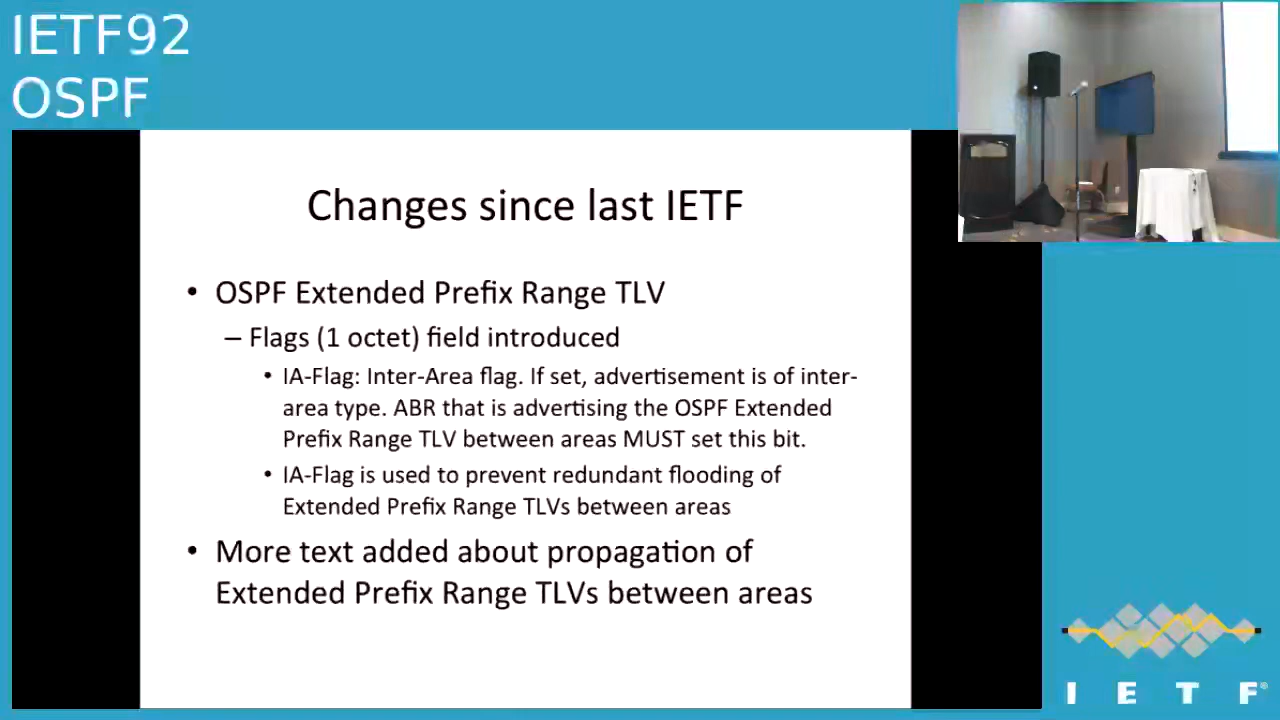 IETF92
OSPF
Changes since last IETF
• OSPF Extended Prefix Range TLV
– Flags (1 octet) field introduced
• IA-Flag: Inter-Area flag. If set, advertisement is of inter-
area type. ABR that is advertising the OSPF Extended
Prefix Range TLV between areas MUST set this bit.
• IA-Flag is used to prevent redundant flooding of
Extended Prefix Range TLVs between areas
• More text added about propagation of
Extended Prefix Range TLVs between areas
I E T F®